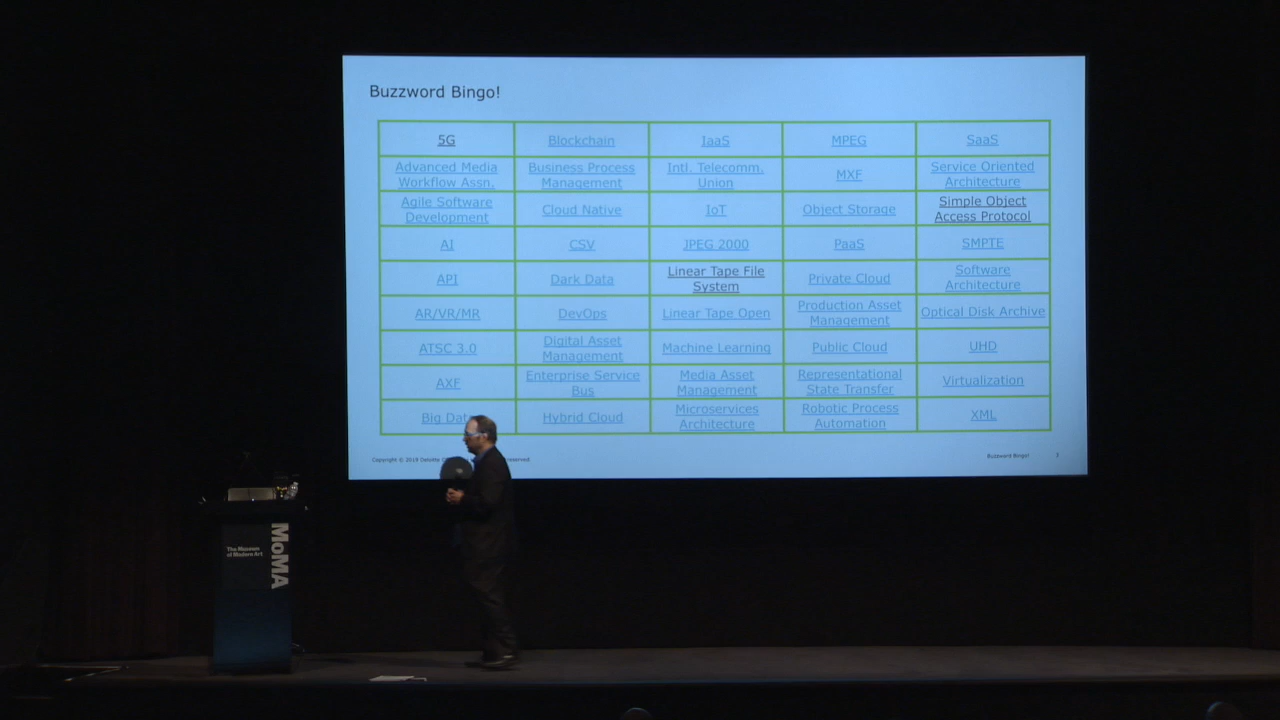 Buzzword Bingo!
5G Blockchain IaaS MPEG SaaS
Advanced Media Workflow Assn. Business Process Management Intl. Telecomm. Union MXF Service Oriented Architecture
Agile Software Development Cloud Native IoT Object Storage Simple Object Access Protocol
AI CSV JPEG 2000 PaaS SMPTE
API Dark Data Linear Tape File System Private Cloud Software Architecture
AR/VR/MR DevOps Linear Tape Open Production Asset Management Optical Disk Archive
ATSC 3.0 Digital Asset Management Machine Learning Public Cloud UHD
AXF Enterprise Service Bus Media Asset Management Representational State Transfer Virtualization
Big Data Hybrid Cloud Microservices Architecture Robotic Process Automation XML
Copyright © 2019 Deloitte reserved.
Buzzword Bingo! 3
The Museum
of Modern Art
MoMA